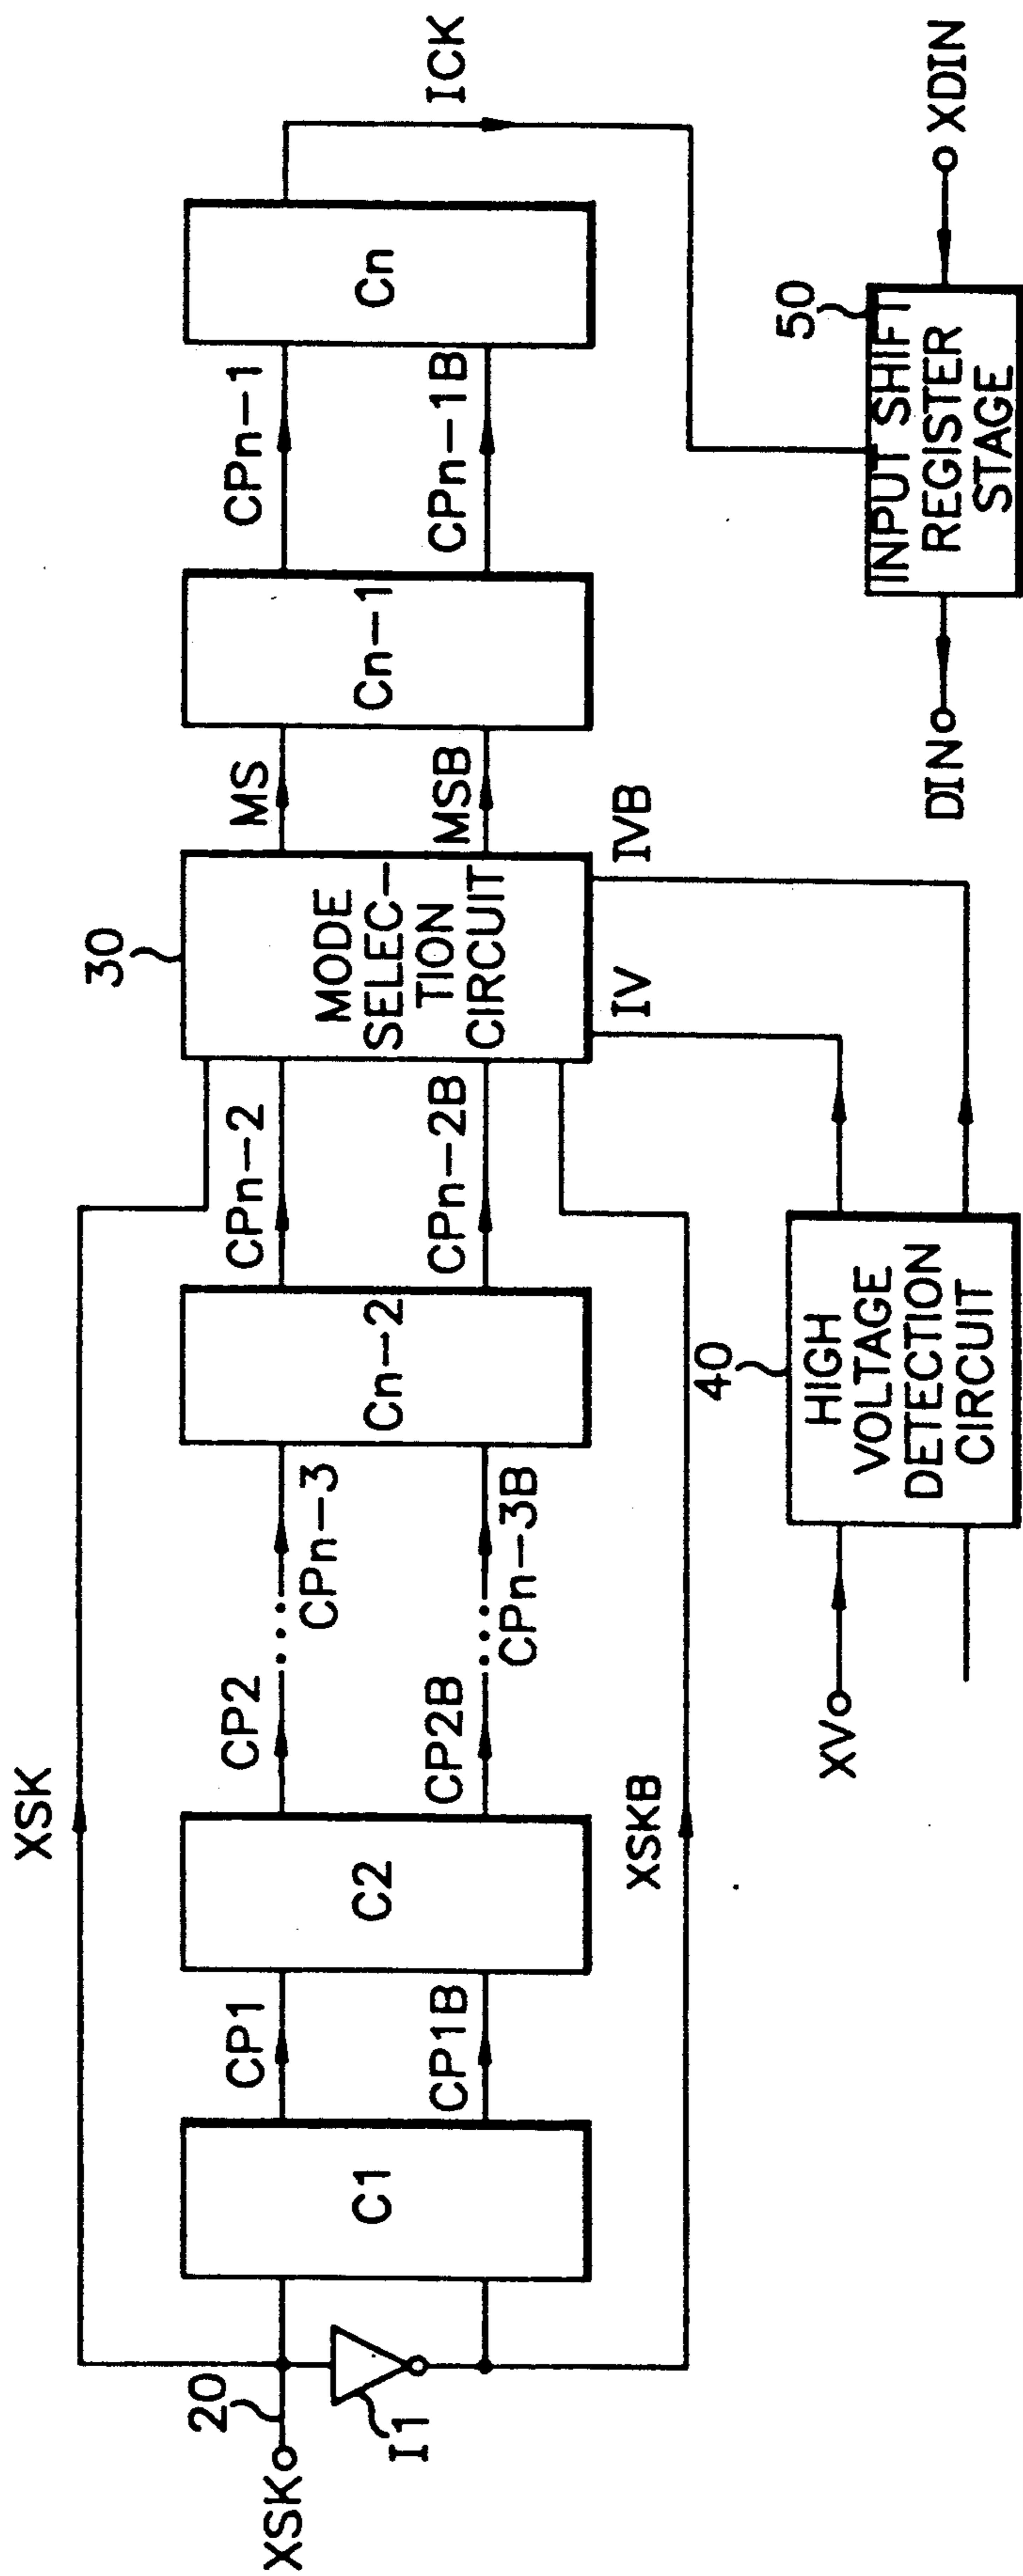 XSK
XSK
20
I1
C1
CP1
CP1B
C2
CP2
CP2B
CPn-3
CPn-3B
Cn-2
CPn-2
CPn-2B
30
MODE
SELEC-
TION
CIRCUIT
MS
MSB
Cn-1
CPn-1
CPn-1B
Cn
ICK
XSKB
IV
IVB
XV
40
HIGH
VOLTAGE
DETECTION
CIRCUIT
DIN
50
INPUT SHIFT
REGISTER
STAGE
XDIN